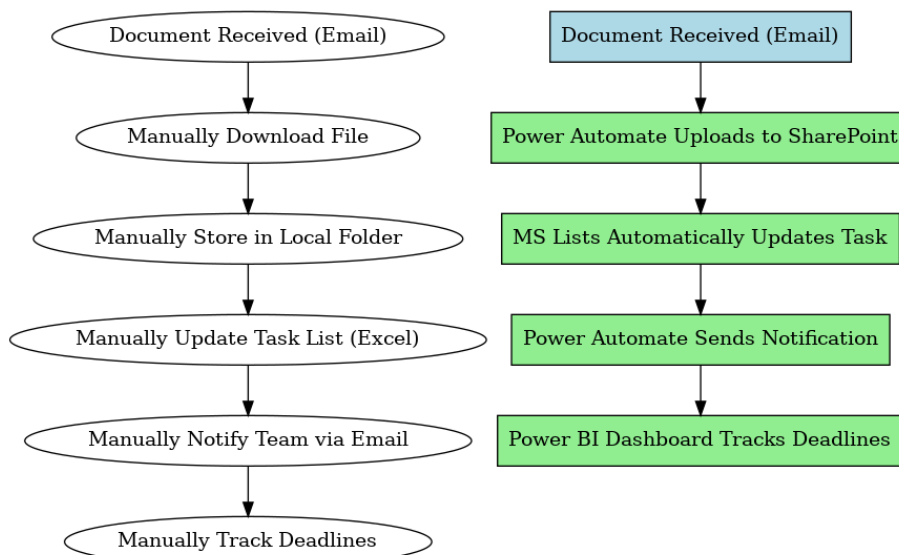 Document Received (Email)
Manually Download File
Manually Store in Local Folder
Manually Update Task List (Excel)
Manually Notify Team via Email
Manually Track Deadlines
Document Received (Email)
Power Automate Uploads to SharePoint
MS Lists Automatically Updates Task
Power Automate Sends Notification
Power BI Dashboard Tracks Deadlines